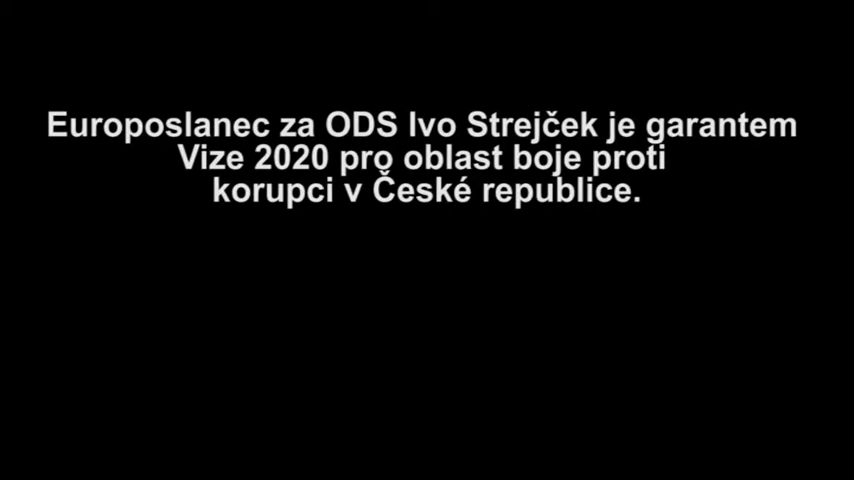 Europoslanec za ODS Ivo Strejček je garantem
Vize 2020 pro oblast boje proti
korupci v České republice.